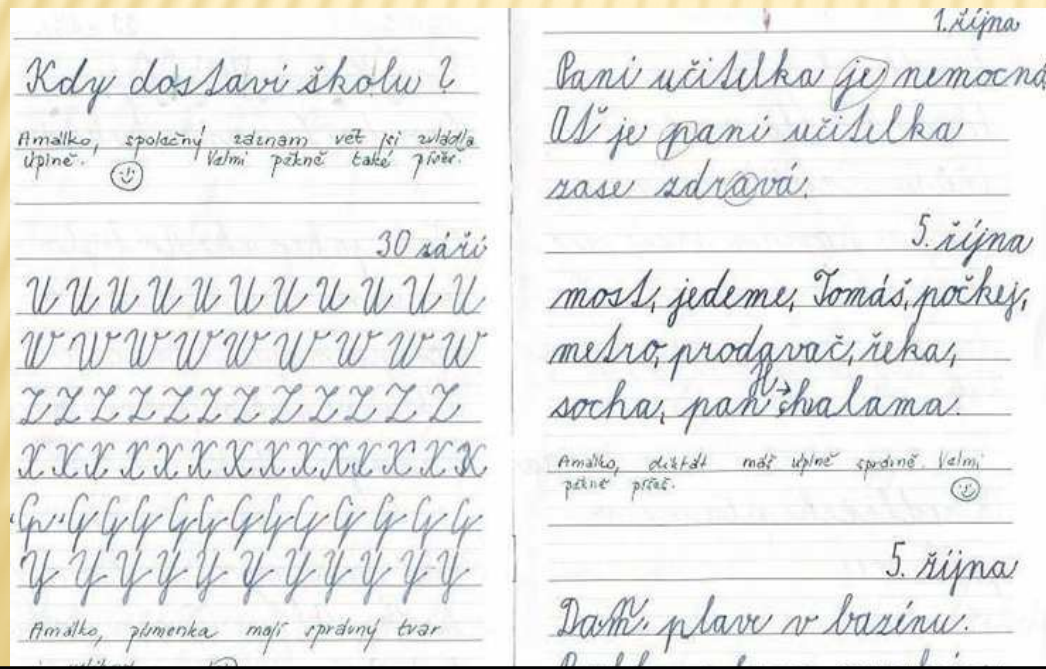 Kdy dostaví školu?
Amálko, společný záznam vět jsi zvládla
úplně. Velmi pěkně také píšeš.
30 září
U U U U U U U U U U U
W W W W W W W W W W
Z Z Z Z Z Z Z Z Z Z Z
X X X X X X X X X X X X X
G G G G G G G G G G G
Y Y Y Y Y Y Y Y Y Y Y
Amálko, písmenka mají správný tvar
1. října
Paní učitelka je nemocná.
Ať je paní učitelka
zase zdravá.
5. října
most, jedeme, Tomáš, počkej,
metro, prodavač, řeka,
socha, pan chalama.
Amálko, diktát máš úplně správně. Velmi
pěkně píšeš.
5. října
Dan plave v bazénu.